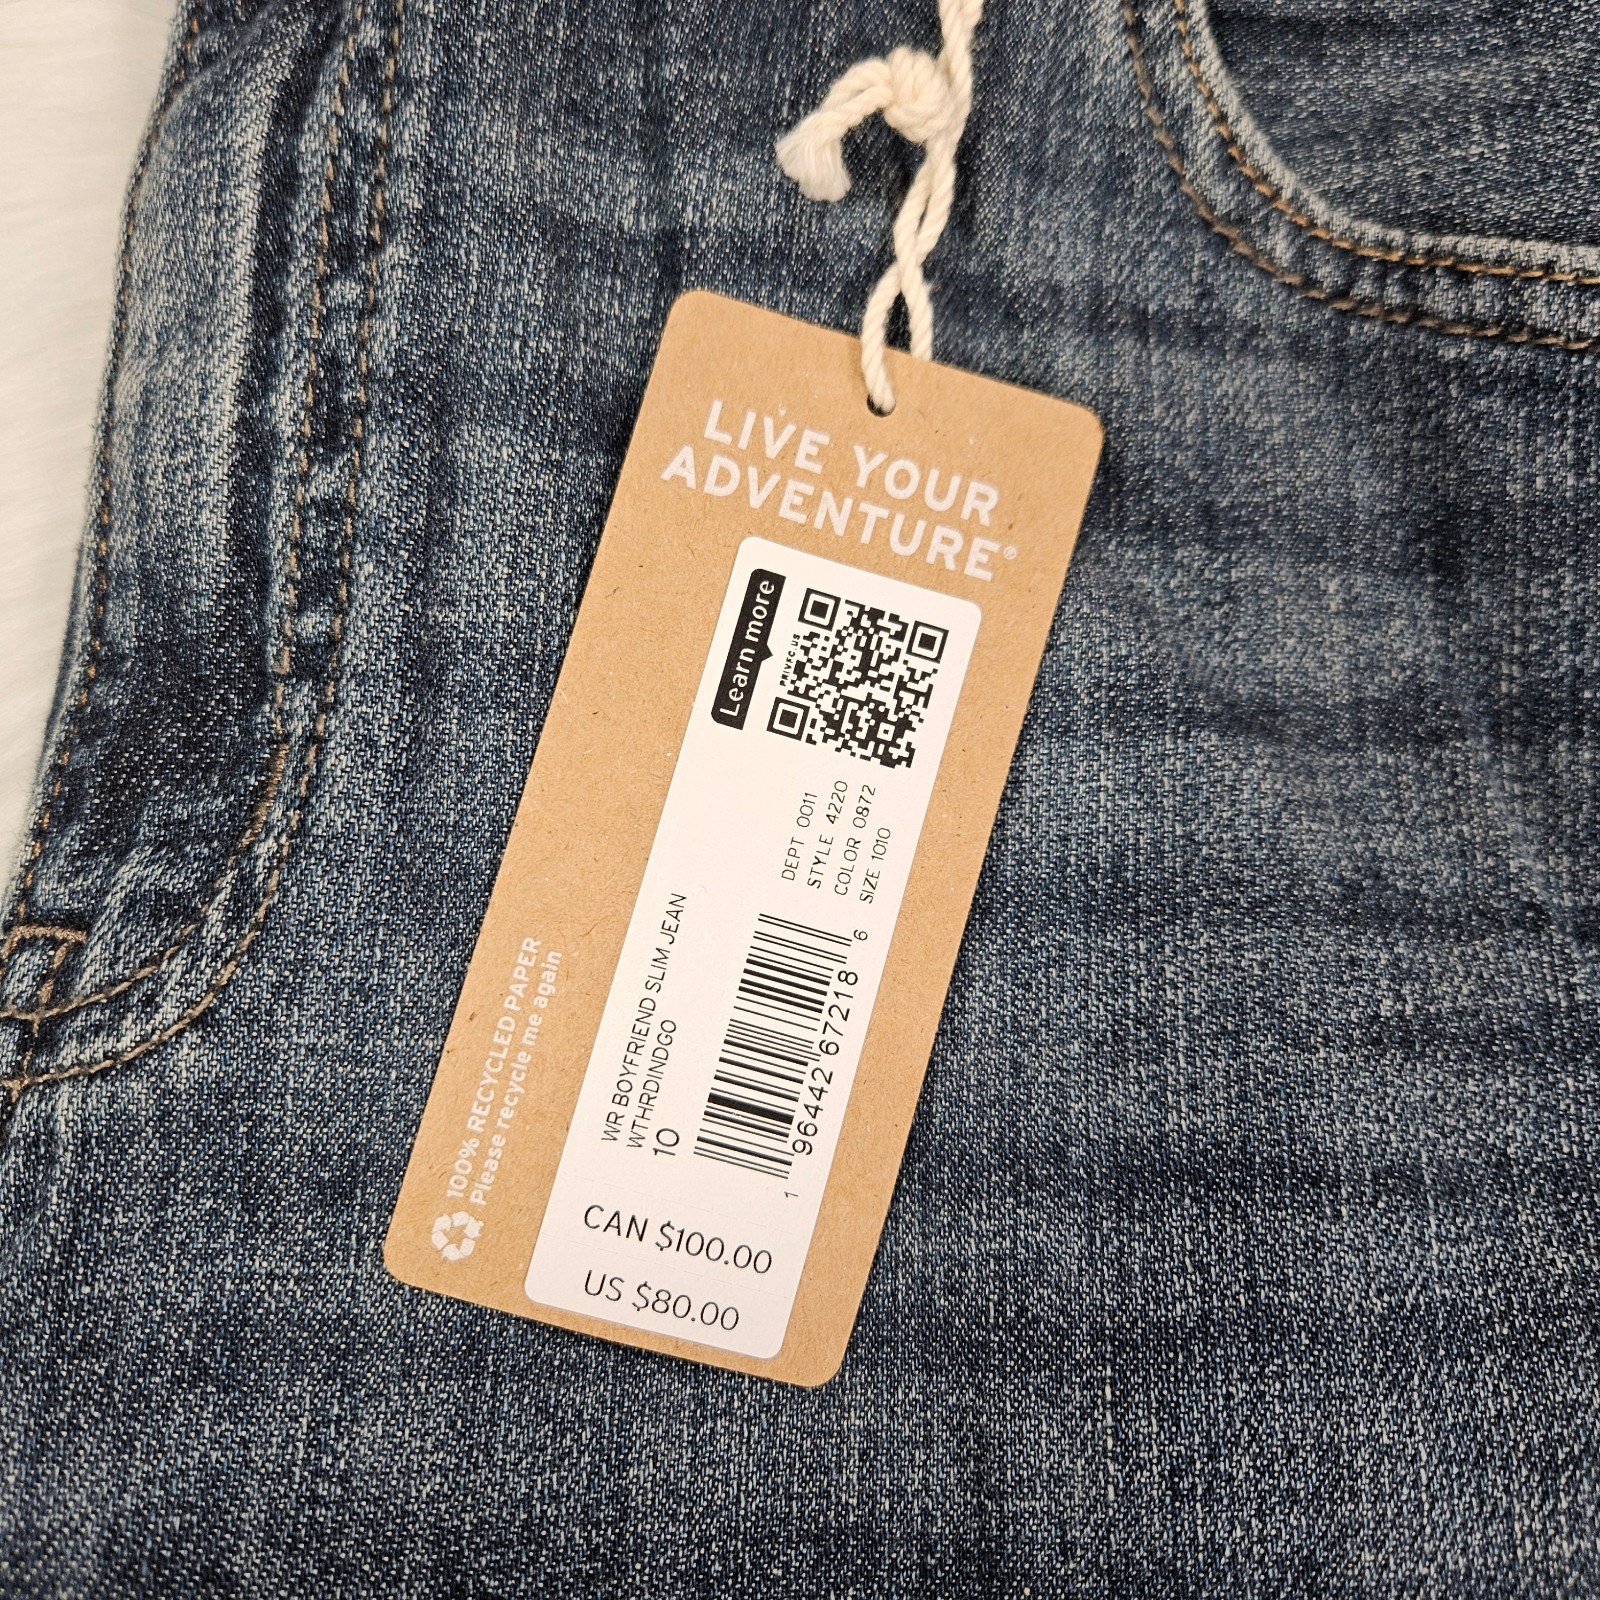 LIVE YOUR
ADVENTURE®
Learn more
PRIVFC.US
DEPT 0011
STYLE 4220
COLOR 0872
SIZE 1010
WR BOYFRIEND SLIM JEAN
WTHRDINDGO
10
1 96442 67218 6
CAN $100.00
US $80.00
100% RECYCLED PAPER
Please recycle me again